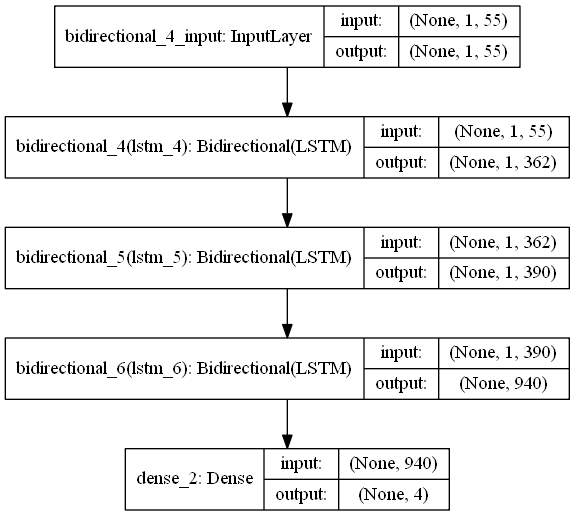 bidirectional_4_input: InputLayer
input: (None, 1, 55)
output: (None, 1, 55)
bidirectional_4(lstm_4): Bidirectional(LSTM)
input: (None, 1, 55)
output: (None, 1, 362)
bidirectional_5(lstm_5): Bidirectional(LSTM)
input: (None, 1, 362)
output: (None, 1, 390)
bidirectional_6(lstm_6): Bidirectional(LSTM)
input: (None, 1, 390)
output: (None, 940)
dense_2: Dense
input: (None, 940)
output: (None, 4)